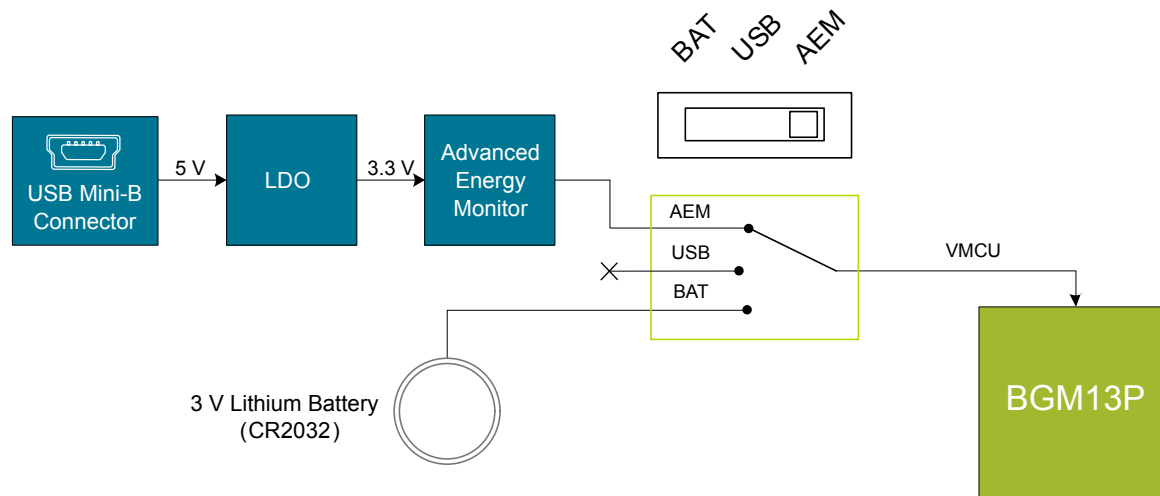 BAT
USB
AEM
USB Mini-B
Connector
5 V
LDO
3.3 V
Advanced
Energy
Monitor
AEM
USB
BAT
VMCU
3 V Lithium Battery
(CR2032)
BGM13P